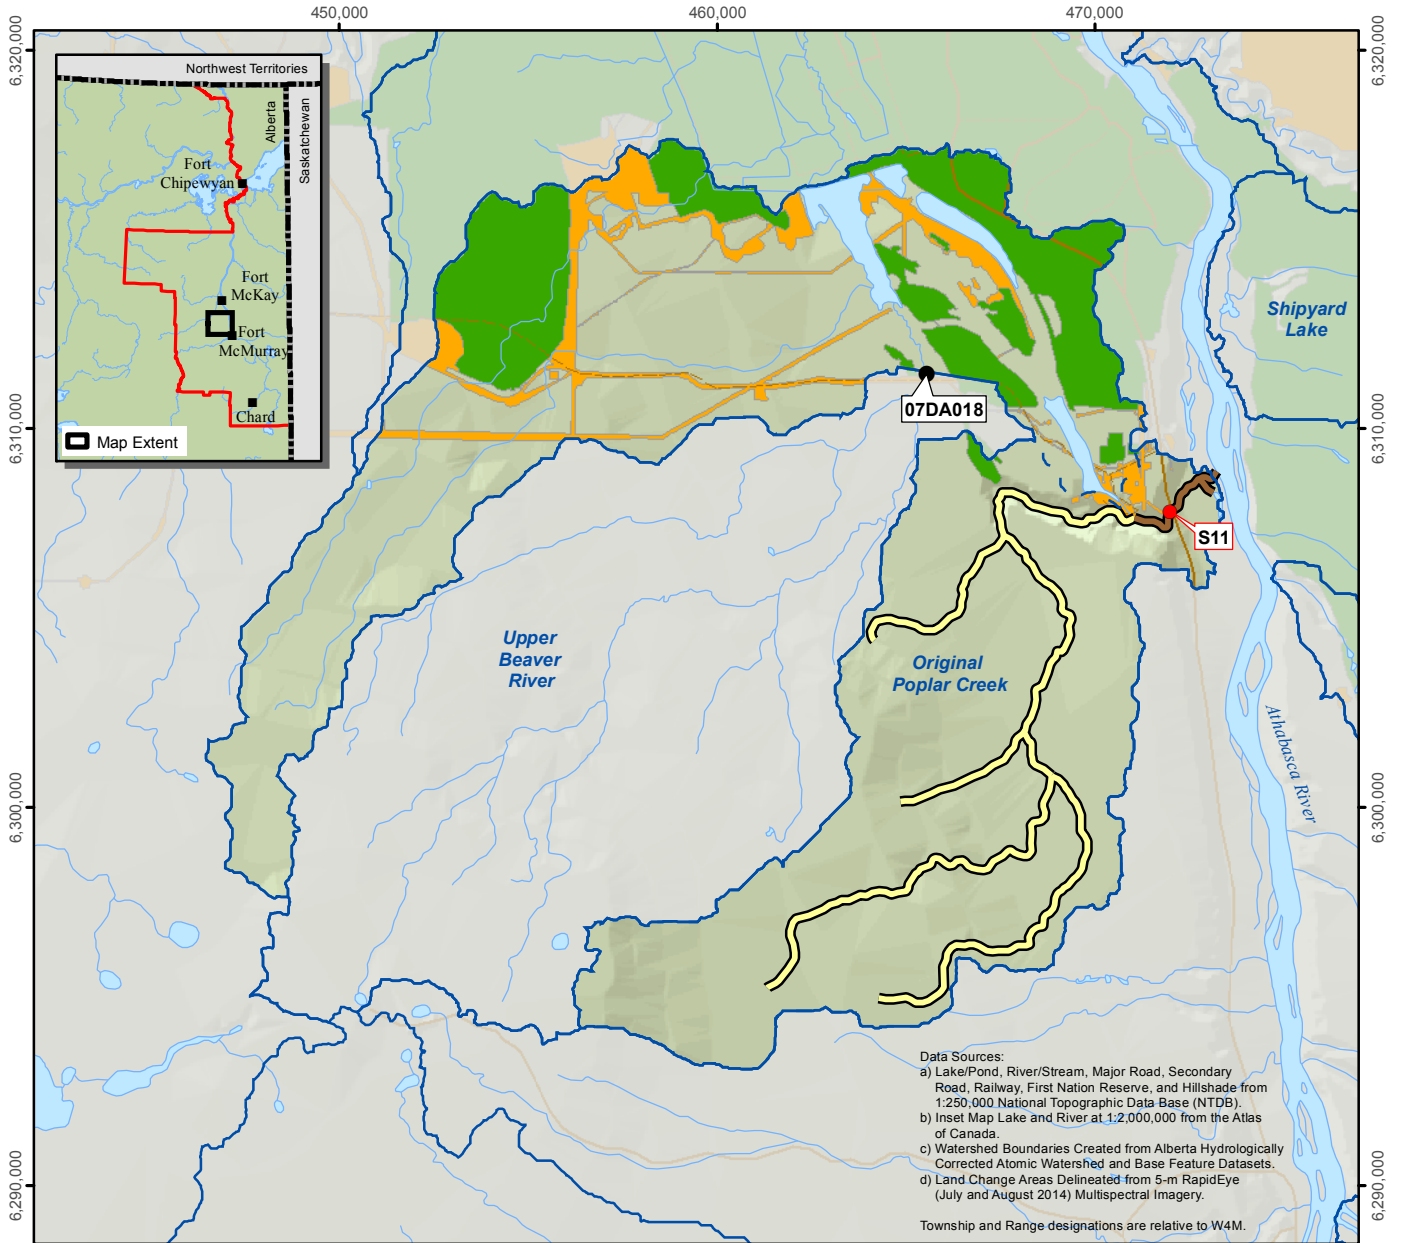 450,000
460,000
470,000
6,320,000
6,320,000
Northwest Territories
Alberta
Saskatchewan
Fort
Chipewyan
Fort
McKay
Fort
McMurray
Chard
Map Extent
Shipyard
Lake
6,310,000
6,310,000
07DA018
S11
Upper
Beaver
River
Original
Poplar Creek
Athabasca River
6,300,000
6,300,000
Data Sources:
a) Lake/Pond, River/Stream, Major Road, Secondary
Road, Railway, First Nation Reserve, and Hillshade from
1:250,000 National Topographic Data Base (NTDB).
b) Inset Map Lake and River at 1:2,000,000 from the Atlas
of Canada.
c) Watershed Boundaries Created from Alberta Hydrologically
Corrected Atomic Watershed and Base Feature Datasets.
d) Land Change Areas Delineated from 5-m RapidEye
(July and August 2014) Multispectral Imagery.
Township and Range designations are relative to W4M.
6,290,000
6,290,000